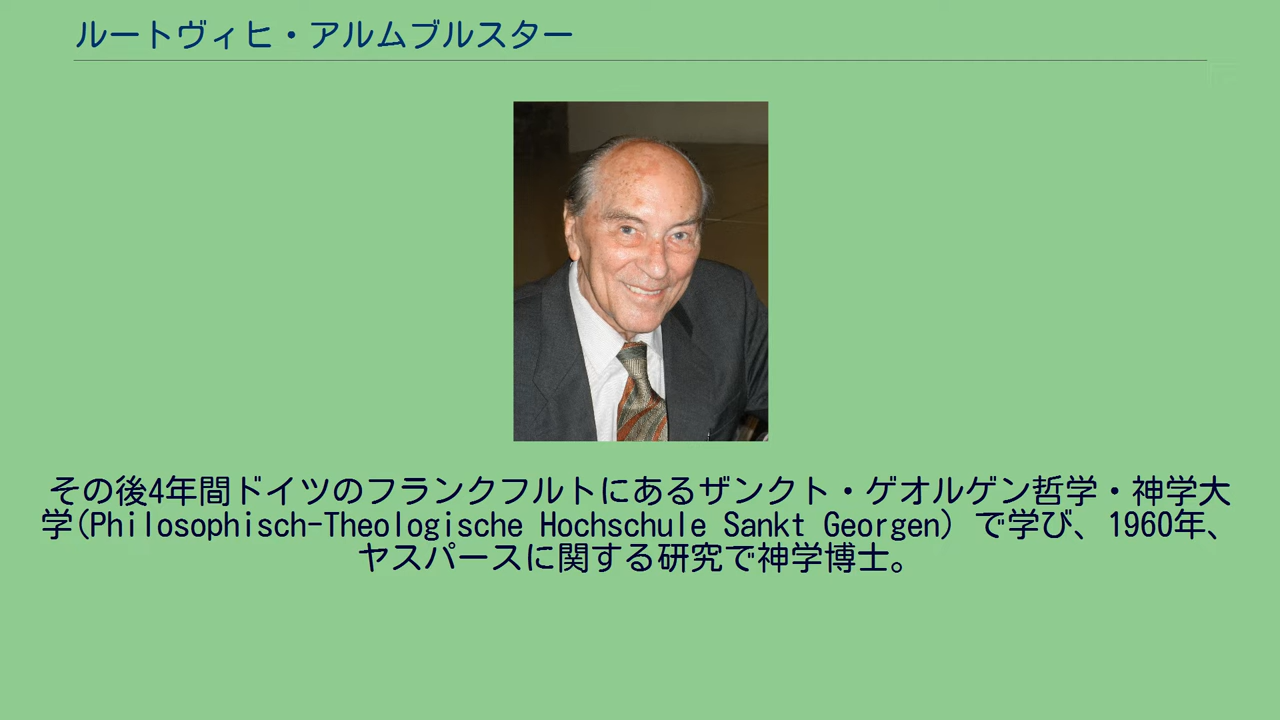 ルートヴィヒ・アルムブルスター
その後4年間ドイツのフランクフルトにあるザンクト・ゲオルゲン哲学・神学大
学(Philosophisch-Theologische Hochschule Sankt Georgen) で学び、1960年、
ヤスパースに関する研究で神学博士。